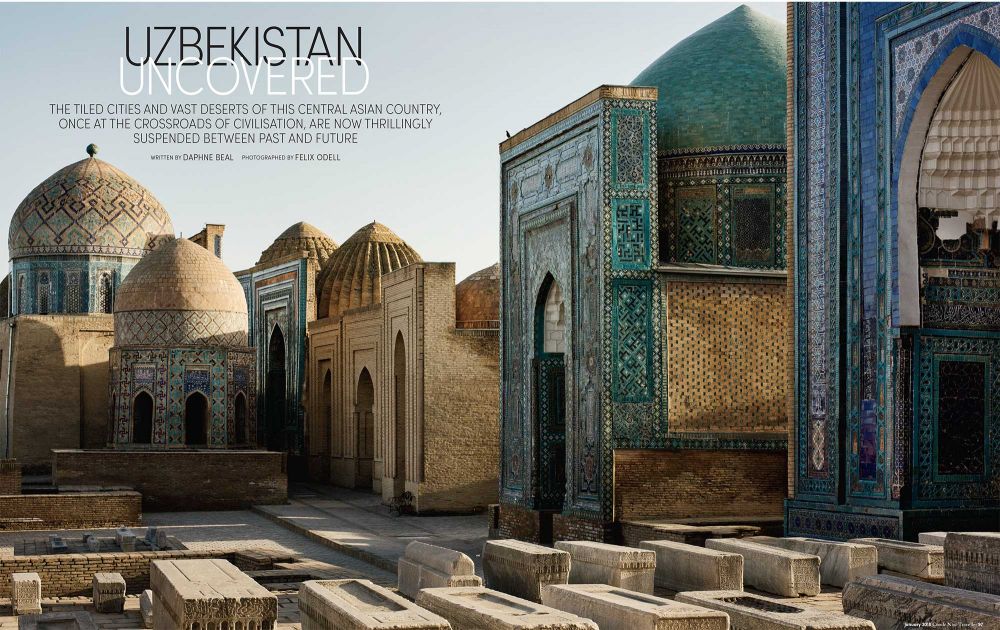 UZBEKISTAN
UNCOVERED
THE TILED CITIES AND VAST DESERTS OF THIS CENTRAL ASIAN COUNTRY,
ONCE AT THE CROSSROADS OF CIVILISATION, ARE NOW THRILLINGLY
SUSPENDED BETWEEN PAST AND FUTURE
WRITTEN BY DAPHNE BEAL PHOTOGRAPHED BY FELIX ODELL